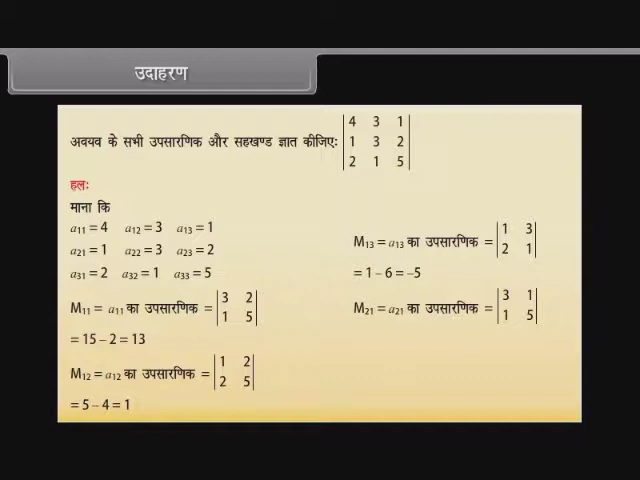 उदाहरण
अवयव के सभी उपसारणिक और सहखण्ड ज्ञात कीजिएः | 4 3 1 |
| 1 3 2 |
| 2 1 5 |
हलः
माना कि
a11 = 4 a12 = 3 a13 = 1
a21 = 1 a22 = 3 a23 = 2
a31 = 2 a32 = 1 a33 = 5
M11 = a11 का उपसारणिक = | 3 2 |
| 1 5 |
= 15 – 2 = 13
M12 = a12 का उपसारणिक = | 1 2 |
| 2 5 |
= 5 – 4 = 1
M13 = a13 का उपसारणिक = | 1 3 |
| 2 1 |
= 1 – 6 = –5
M21 = a21 का उपसारणिक = | 3 1 |
| 1 5 |